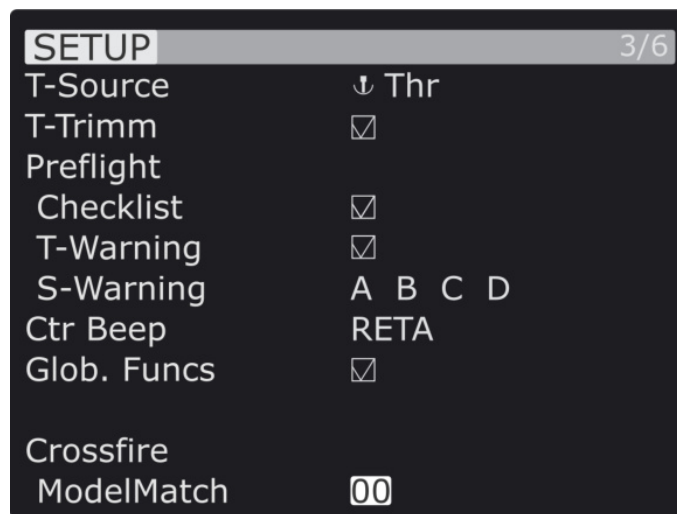 SETUP 3/6
T-Source Thr
T-Trimm
Preflight
Checklist
T-Warning
S-Warning A B C D
Ctr Beep RETA
Glob. Funcs
Crossfire
ModelMatch 00